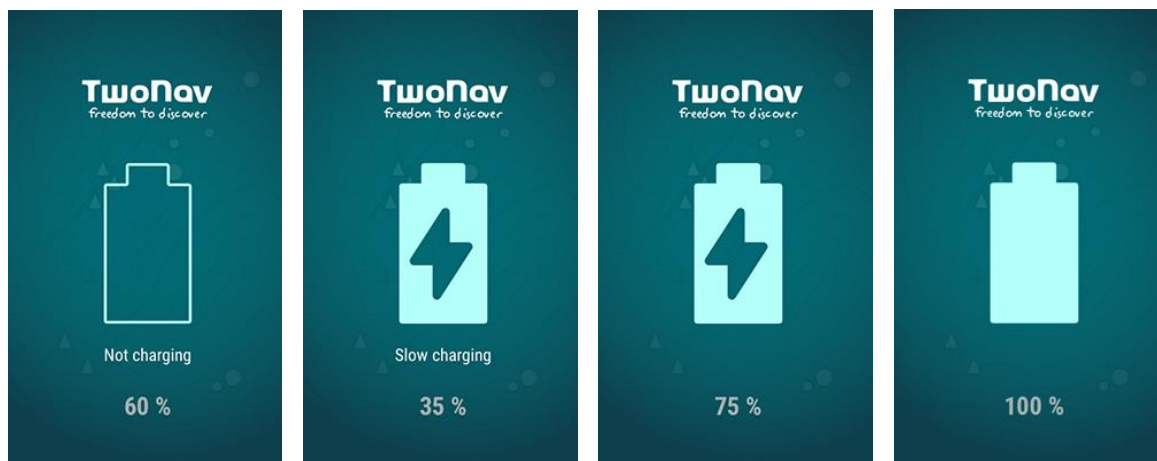 TwoNav
freedom to discover
Not charging
60 %
TwoNav
freedom to discover
Slow charging
35 %
TwoNav
freedom to discover
75 %
TwoNav
freedom to discover
100 %